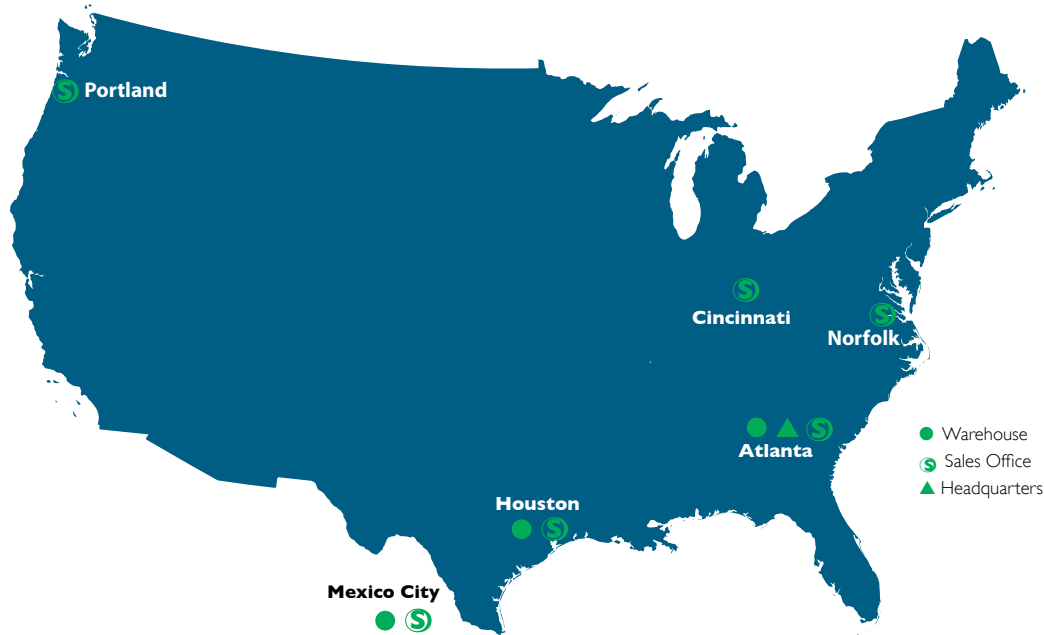 Portland
Cincinnati
Norfolk
Atlanta
Warehouse
S Sales Office
Headquarters
Houston
Mexico City